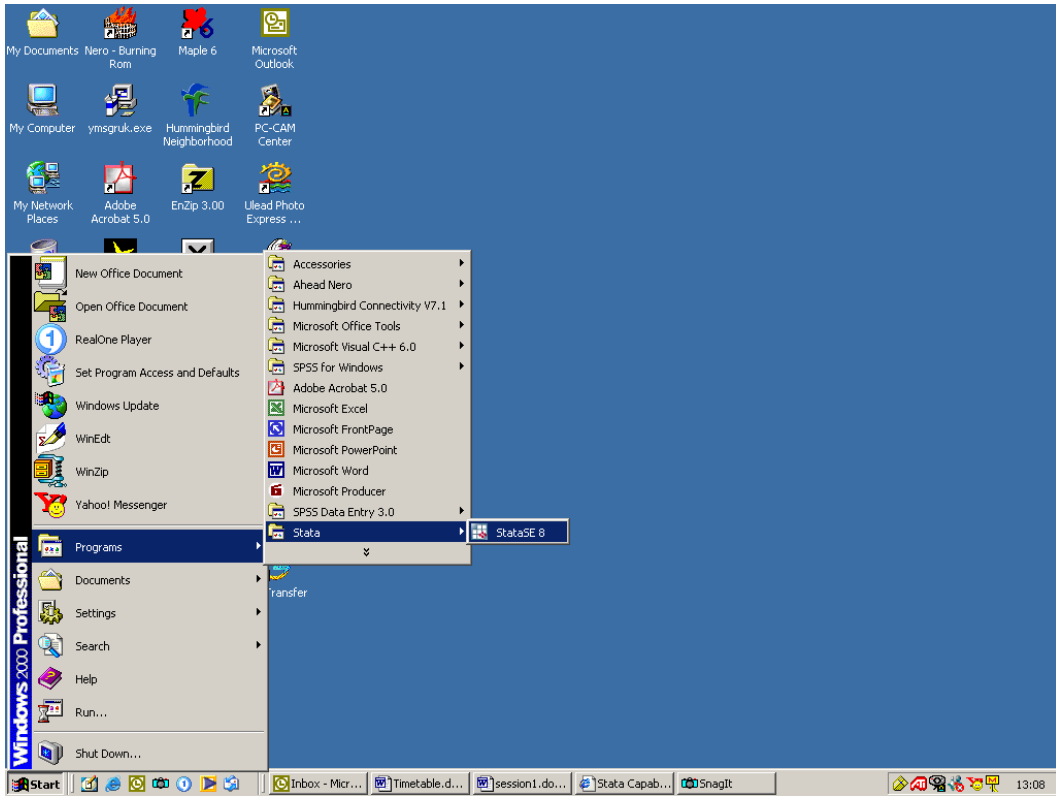 My Documents
Nero - Burning
Rom
Maple 6
Microsoft
Outlook
My Computer
ymsgruk.exe
Hummingbird
Neighborhood
PC-CAM
Center
My Network
Places
Adobe
Acrobat 5.0
EnZip 3.00
Ulead Photo
Express ...
New Office Document
Open Office Document
RealOne Player
Set Program Access and Defaults
Windows Update
WinEdt
WinZip
Yahoo! Messenger
Programs
Documents
Settings
Search
Help
Run...
Shut Down...
Windows 2000 Professional
Accessories
Ahead Nero
Hummingbird Connectivity V7.1
Microsoft Office Tools
Microsoft Visual C++ 6.0
SPSS for Windows
Adobe Acrobat 5.0
Microsoft Excel
Microsoft FrontPage
Microsoft PowerPoint
Microsoft Word
Microsoft Producer
SPSS Data Entry 3.0
Stata
StataSE 8
ransfer
Start
Inbox - Micr...
Timetable.d...
session1.do...
Stata Capab...
SnagIt
13:08